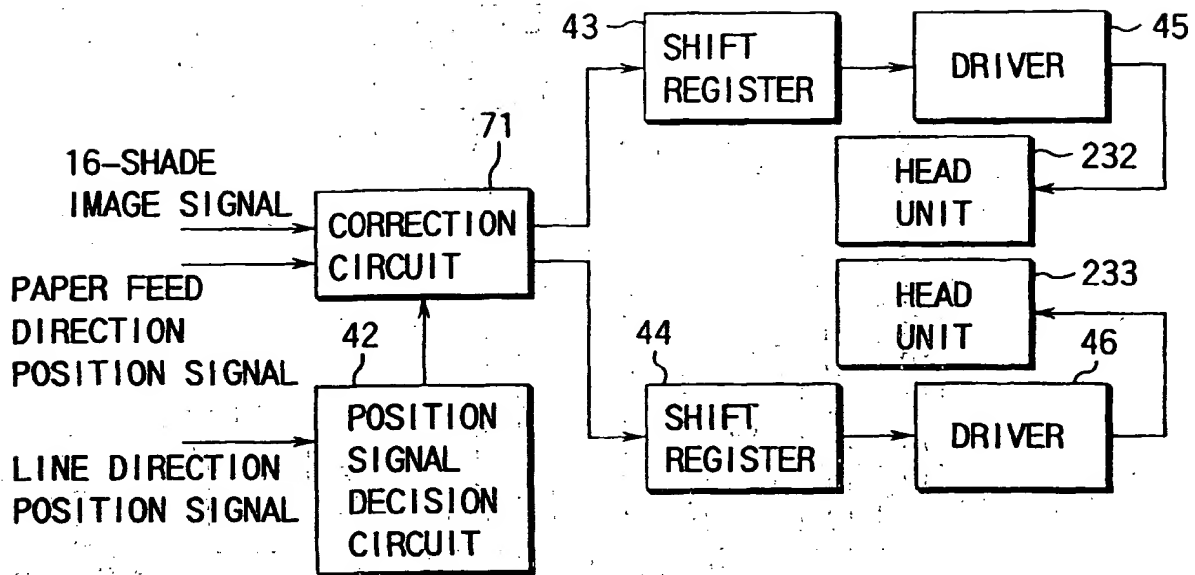 43
SHIFT
REGISTER
45
DRIVER
16-SHADE
IMAGE SIGNAL
71
CORRECTION
CIRCUIT
232
HEAD
UNIT
PAPER FEED
DIRECTION
POSITION SIGNAL
233
HEAD
UNIT
42
POSITION
SIGNAL
DECISION
CIRCUIT
44
SHIFT
REGISTER
46
DRIVER
LINE DIRECTION
POSITION SIGNAL